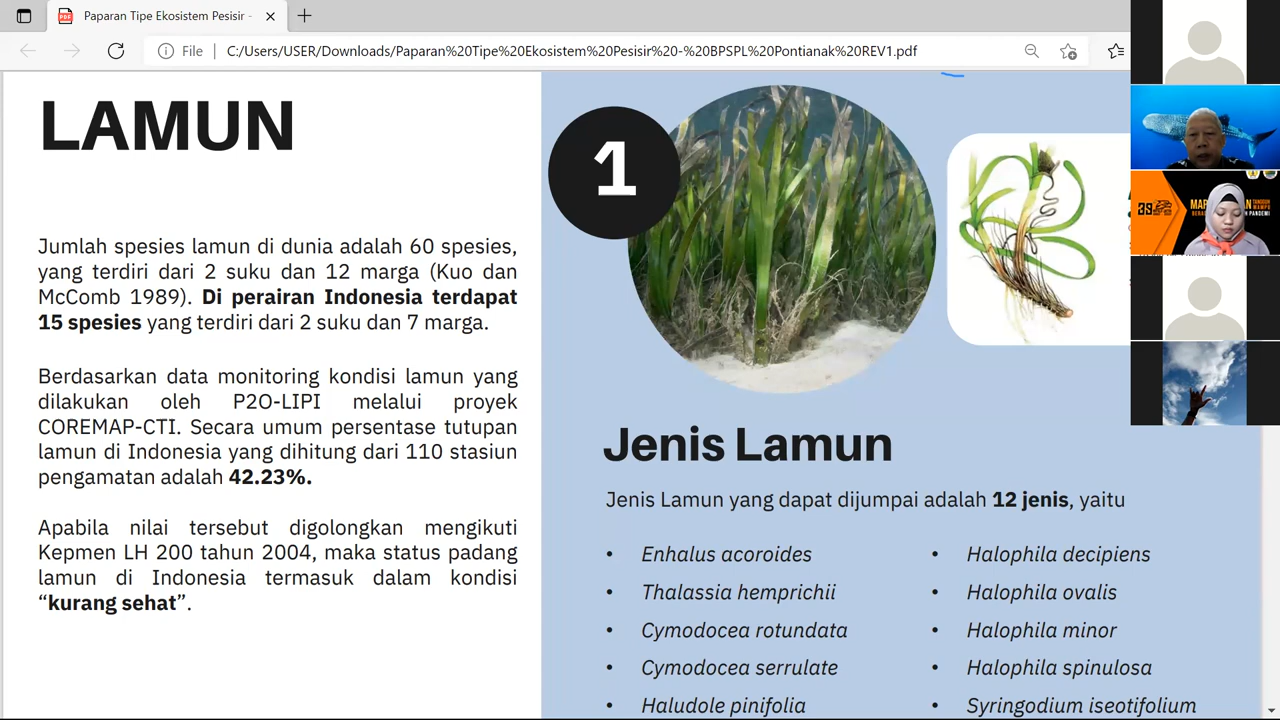 Paparan Tipe Ekosistem Pesisir -
File
C:/Users/USER/Downloads/Paparan%20Tipe%20Ekosistem%20Pesisir%20-%20BPSPL%20Pontianak%20REV1.pdf
LAMUN
Jumlah spesies lamun di dunia adalah 60 spesies,
yang terdiri dari 2 suku dan 12 marga (Kuo dan
McComb 1989). Di perairan Indonesia terdapat
15 spesies yang terdiri dari 2 suku dan 7 marga.
Berdasarkan data monitoring kondisi lamun yang
dilakukan oleh P2O-LIPI melalui proyek
COREMAP-CTI. Secara umum persentase tutupan
lamun di Indonesia yang dihitung dari 110 stasiun
pengamatan adalah 42.23%.
Apabila nilai tersebut digolongkan mengikuti
Kepmen LH 200 tahun 2004, maka status padang
lamun di Indonesia termasuk dalam kondisi
“kurang sehat”.
1
Jenis Lamun
Jenis Lamun yang dapat dijumpai adalah 12 jenis, yaitu
• Enhalus acoroides
• Thalassia hemprichii
• Cymodocea rotundata
• Cymodocea serrulate
• Haludole pinifolia
• Halophila decipiens
• Halophila ovalis
• Halophila minor
• Halophila spinulosa
• Syringodium iseotifolium